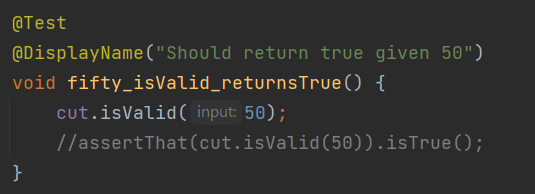 @Test
@DisplayName("Should return true given 50")
void fifty_isValid_returnsTrue() {
cut.isValid( input: 50);
//assertThat(cut.isValid(50)).isTrue();
}